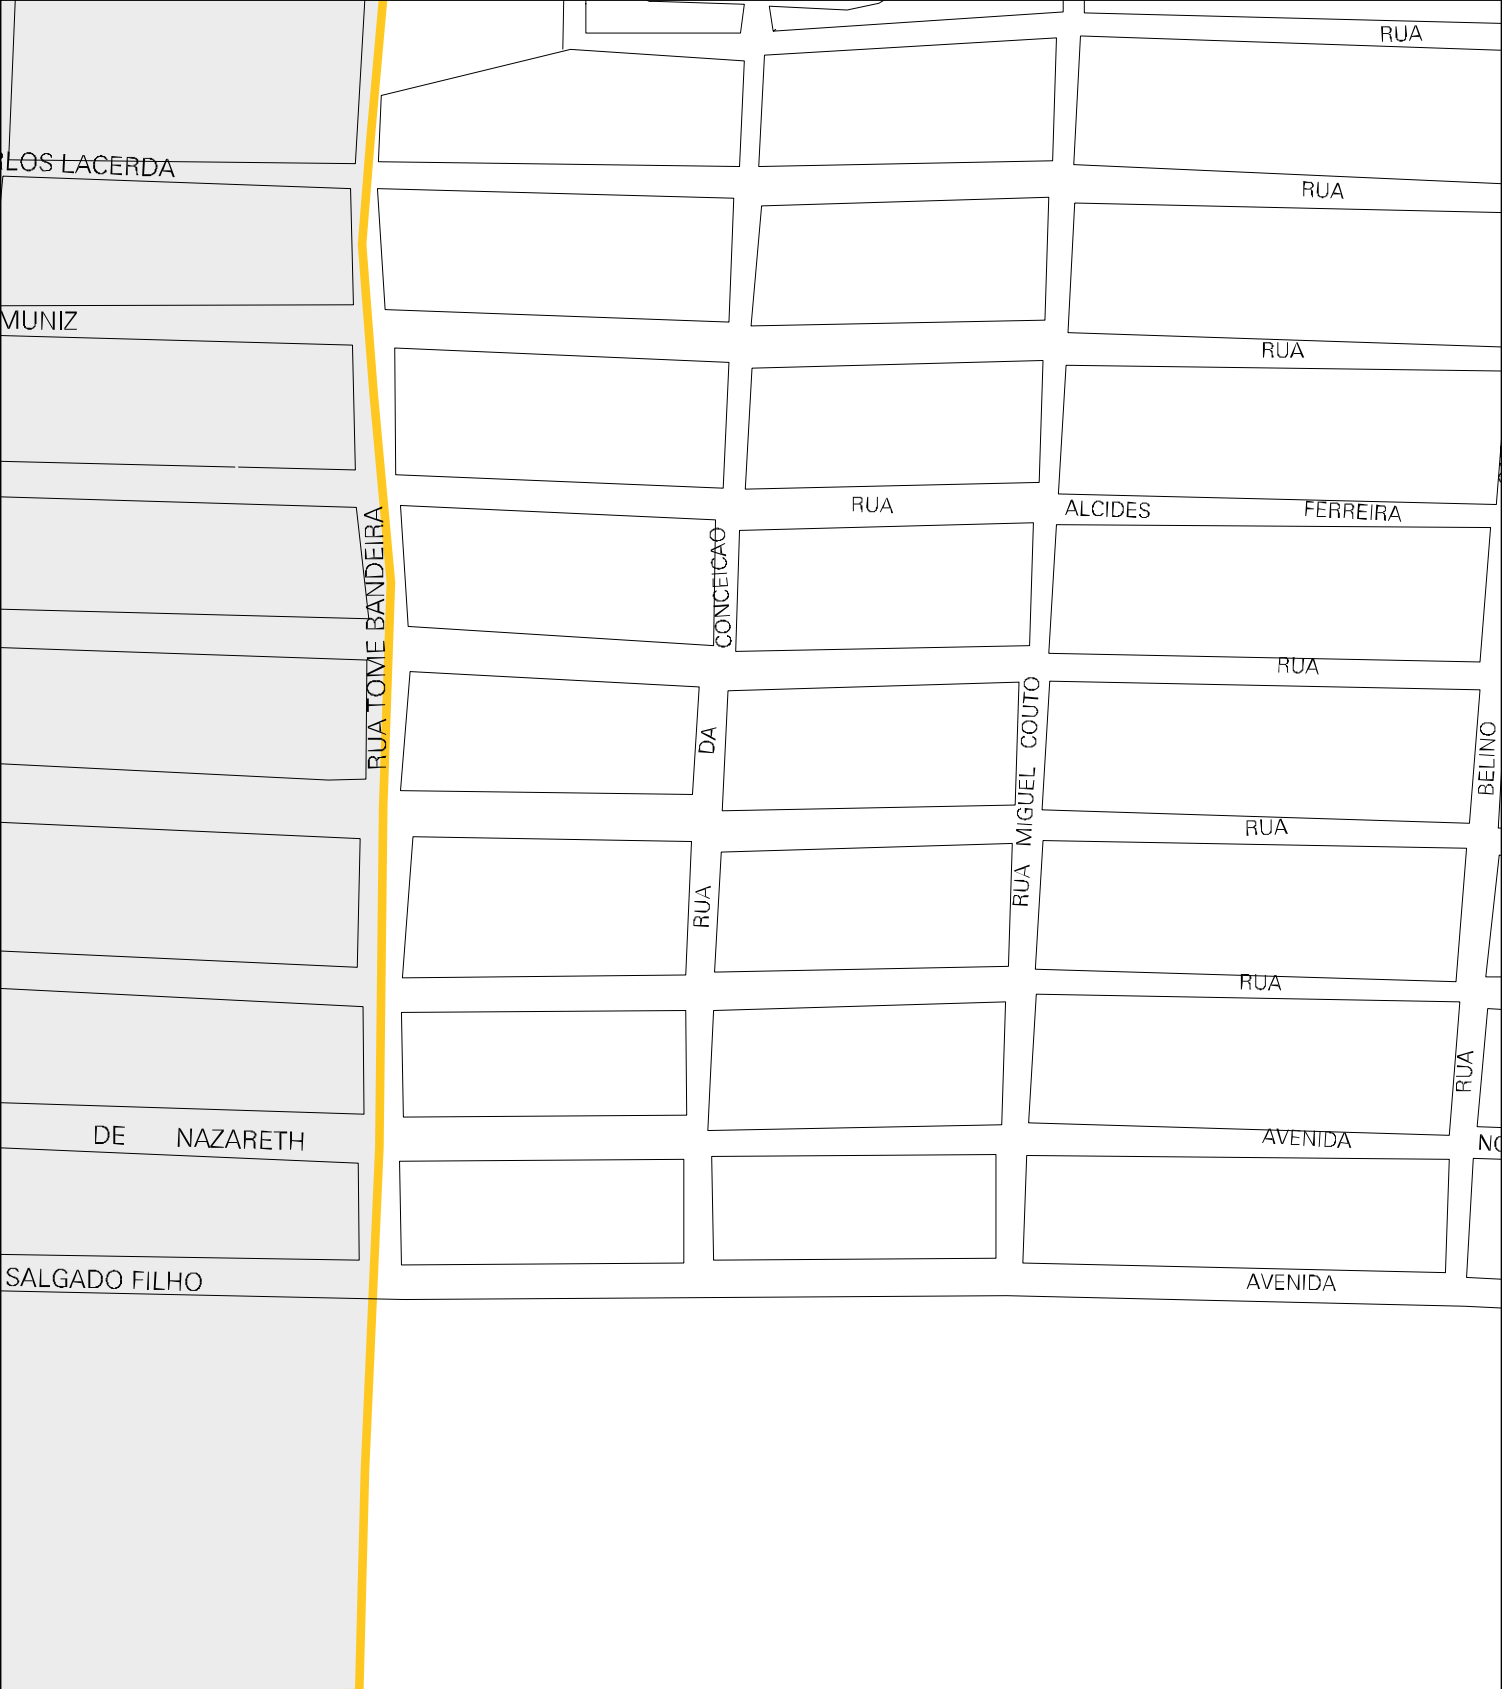 RUA
LOS LACERDA
RUA
MUNIZ
RUA
RUA ALCIDES FERREIRA
RUA TOME BANDEIRA
RUA DA CONCEICAO
RUA
RUA MIGUEL COUTO
RUA BELINO
RUA
RUA
DE NAZARETH
AVENIDA NO
SALGADO FILHO
AVENIDA